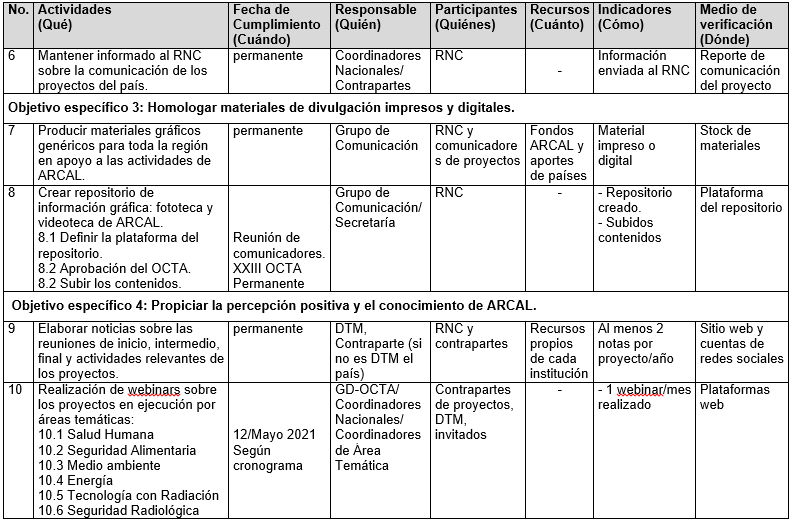 No. Actividades (Qué) Fecha de Cumplimiento (Cuándo) Responsable (Quién) Participantes (Quiénes) Recursos (Cuánto) Indicadores (Cómo) Medio de verificación (Dónde)
6
Mantener informado al RNC
sobre la comunicación de los
proyectos del país.
permanente
Coordinadores
Nacionales/
Contrapartes
RNC
-
Información
enviada al RNC
Reporte de
comunicación
del proyecto
Objetivo específico 3: Homologar materiales de divulgación impresos y digitales.
7
Producir materiales gráficos
genéricos para toda la región
en apoyo a las actividades de
ARCAL.
permanente
Grupo de
Comunicación
RNC y
comunicadore
s de proyectos
Fondos
ARCAL y
aportes
de países
Material
impreso o
digital
Stock de
materiales
8
Crear repositorio de
información gráfica: fototeca y
videoteca de ARCAL.
8.1 Definir la plataforma del
repositorio.
8.2 Aprobación del OCTA.
8.2 Subir los contenidos.
Reunión de
comunicadores.
XXIII OCTA
Permanente
Grupo de
Comunicación/
Secretaría
RNC
-
- Repositorio
creado.
- Subidos
contenidos
Plataforma
del repositorio
Objetivo específico 4: Propiciar la percepción positiva y el conocimiento de ARCAL.
9
Elaborar noticias sobre las
reuniones de inicio, intermedio,
final y actividades relevantes de
los proyectos.
permanente
DTM,
Contraparte (si
no es DTM el
país)
RNC y
contrapartes
Recursos
propios
de cada
institución
Al menos 2
notas por
proyecto/año
Sitio web y
cuentas de
redes sociales
10
Realización de webinars sobre
los proyectos en ejecución por
áreas temáticas:
10.1 Salud Humana
10.2 Seguridad Alimentaria
10.3 Medio ambiente
10.4 Energía
10.5 Tecnología con Radiación
10.6 Seguridad Radiológica
12/Mayo 2021
Según
cronograma
GD-OCTA/
Coordinadores
Nacionales/
Coordinadores
de Área
Temática
Contrapartes
de proyectos,
DTM,
invitados
-
- 1 webinar/mes
realizado
Plataformas
web